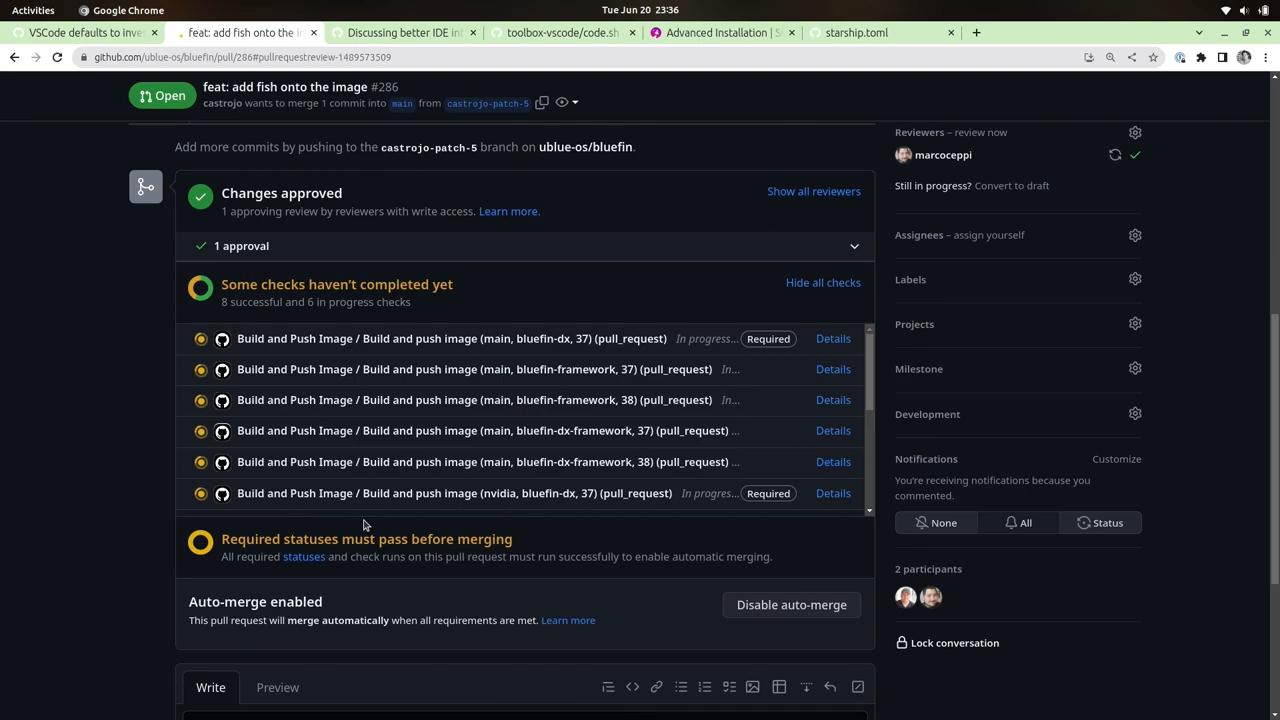 Activities
Google Chrome
Tue Jun 20 23:36
VSCode defaults to inve
feat: add fish onto the in
Discussing better IDE int
toolbox-vscode/code.sh
Advanced Installation | S
starship.toml
github.com/ublue-os/bluefin/pull/286#pullrequestreview-1489573509
Open
feat: add fish onto the image #286
castrojo wants to merge 1 commit into main from castrojo-patch-5
Add more commits by pushing to the castrojo-patch-5 branch on ublue-os/bluefin.
Changes approved
Show all reviewers
1 approving review by reviewers with write access. Learn more.
1 approval
Some checks haven't completed yet
Hide all checks
8 successful and 6 in progress checks
Build and Push Image / Build and push image (main, bluefin-dx, 37) (pull_request) In progress... Required Details
Build and Push Image / Build and push image (main, bluefin-framework, 37) (pull_request) In... Details
Build and Push Image / Build and push image (main, bluefin-framework, 38) (pull_request) In... Details
Build and Push Image / Build and push image (main, bluefin-dx-framework, 37) (pull_request) ... Details
Build and Push Image / Build and push image (main, bluefin-dx-framework, 38) (pull_request) ... Details
Build and Push Image / Build and push image (nvidia, bluefin-dx, 37) (pull_request) In progres... Required Details
Required statuses must pass before merging
All required statuses and check runs on this pull request must run successfully to enable automatic merging.
Auto-merge enabled
This pull request will merge automatically when all requirements are met. Learn more
Disable auto-merge
Write
Preview
Reviewers – review now
marcoceppi
Still in progress? Convert to draft
Assignees – assign yourself
Labels
Projects
Milestone
Development
Notifications
Customize
You're receiving notifications because you
commented.
None
All
Status
2 participants
Lock conversation